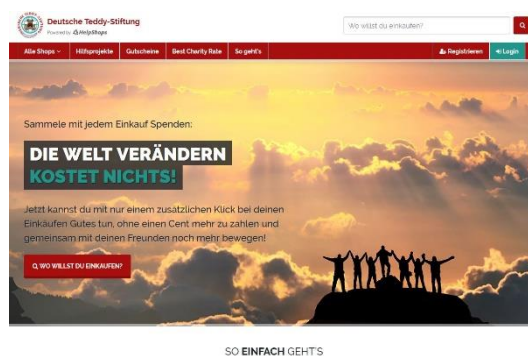 Deutsche Teddy-Stiftung
Powered by HelpShops
Wo willst du einkaufen?
Alle Shops Hilfsprojekte Gutscheine Best Charity Rate So geht's Registrieren Login
Sammele mit jedem Einkauf Spenden:
DIE WELT VERÄNDERN
KOSTET NICHTS!
Jetzt kannst du mit nur einem zusätzlichen Klick bei deinen
Einkäufen Gutes tun, ohne einen Cent mehr zu zahlen und
gemeinsam mit deinen Freunden noch mehr bewegen!
WO WILLST DU EINKAUFEN?
SO EINFACH GEHT'S